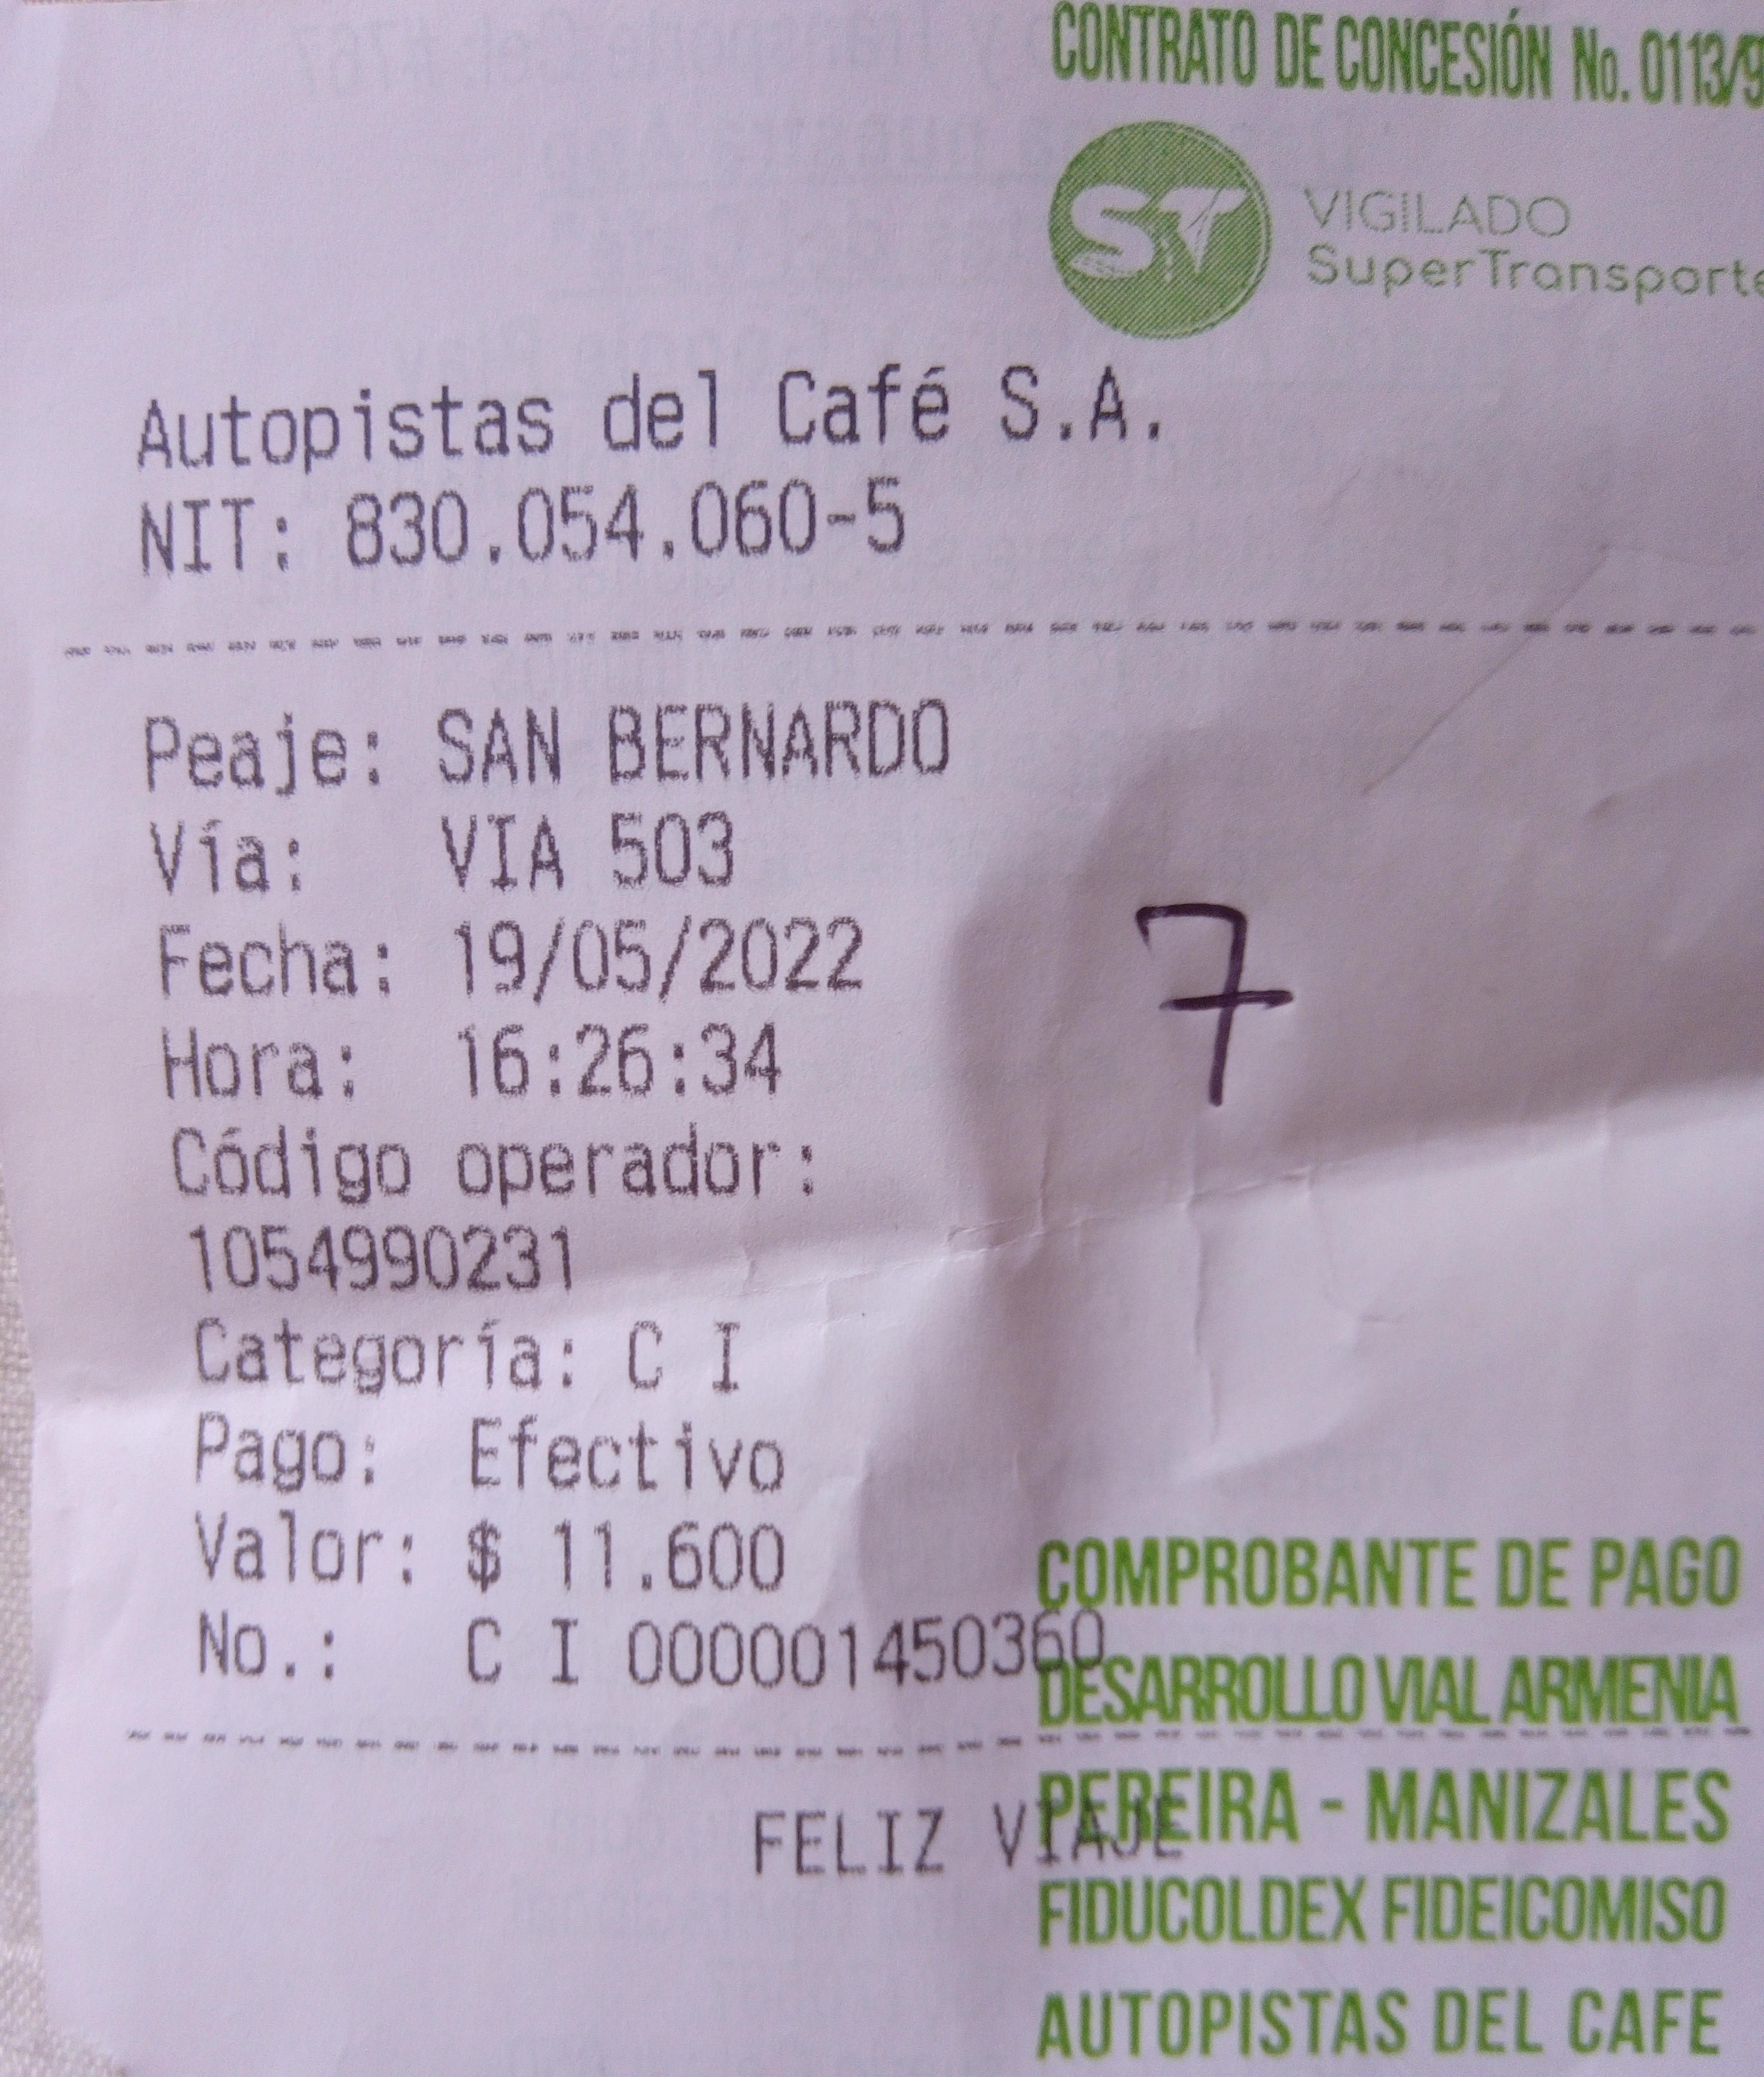 CONTRATO DE CONCESIÓN No. 0113/9
ST
VIGILADO
SuperTransporte
Autopistas del Café S.A.
NIT: 830.054.060-5
Peaje: SAN BERNARDO
Vía: VIA 503
Fecha: 19/05/2022
7
Hora: 16:26:34
Código operador:
1054990231
Categoría: C I
Pago: Efectivo
Valor: $ 11.600
No.: C I 000001450360
FELIZ VIAJE
COMPROBANTE DE PAGO
DESARROLLO VIAL ARMENIA
PEREIRA - MANIZALES
FIDUCOLDEX FIDEICOMISO
AUTOPISTAS DEL CAFE